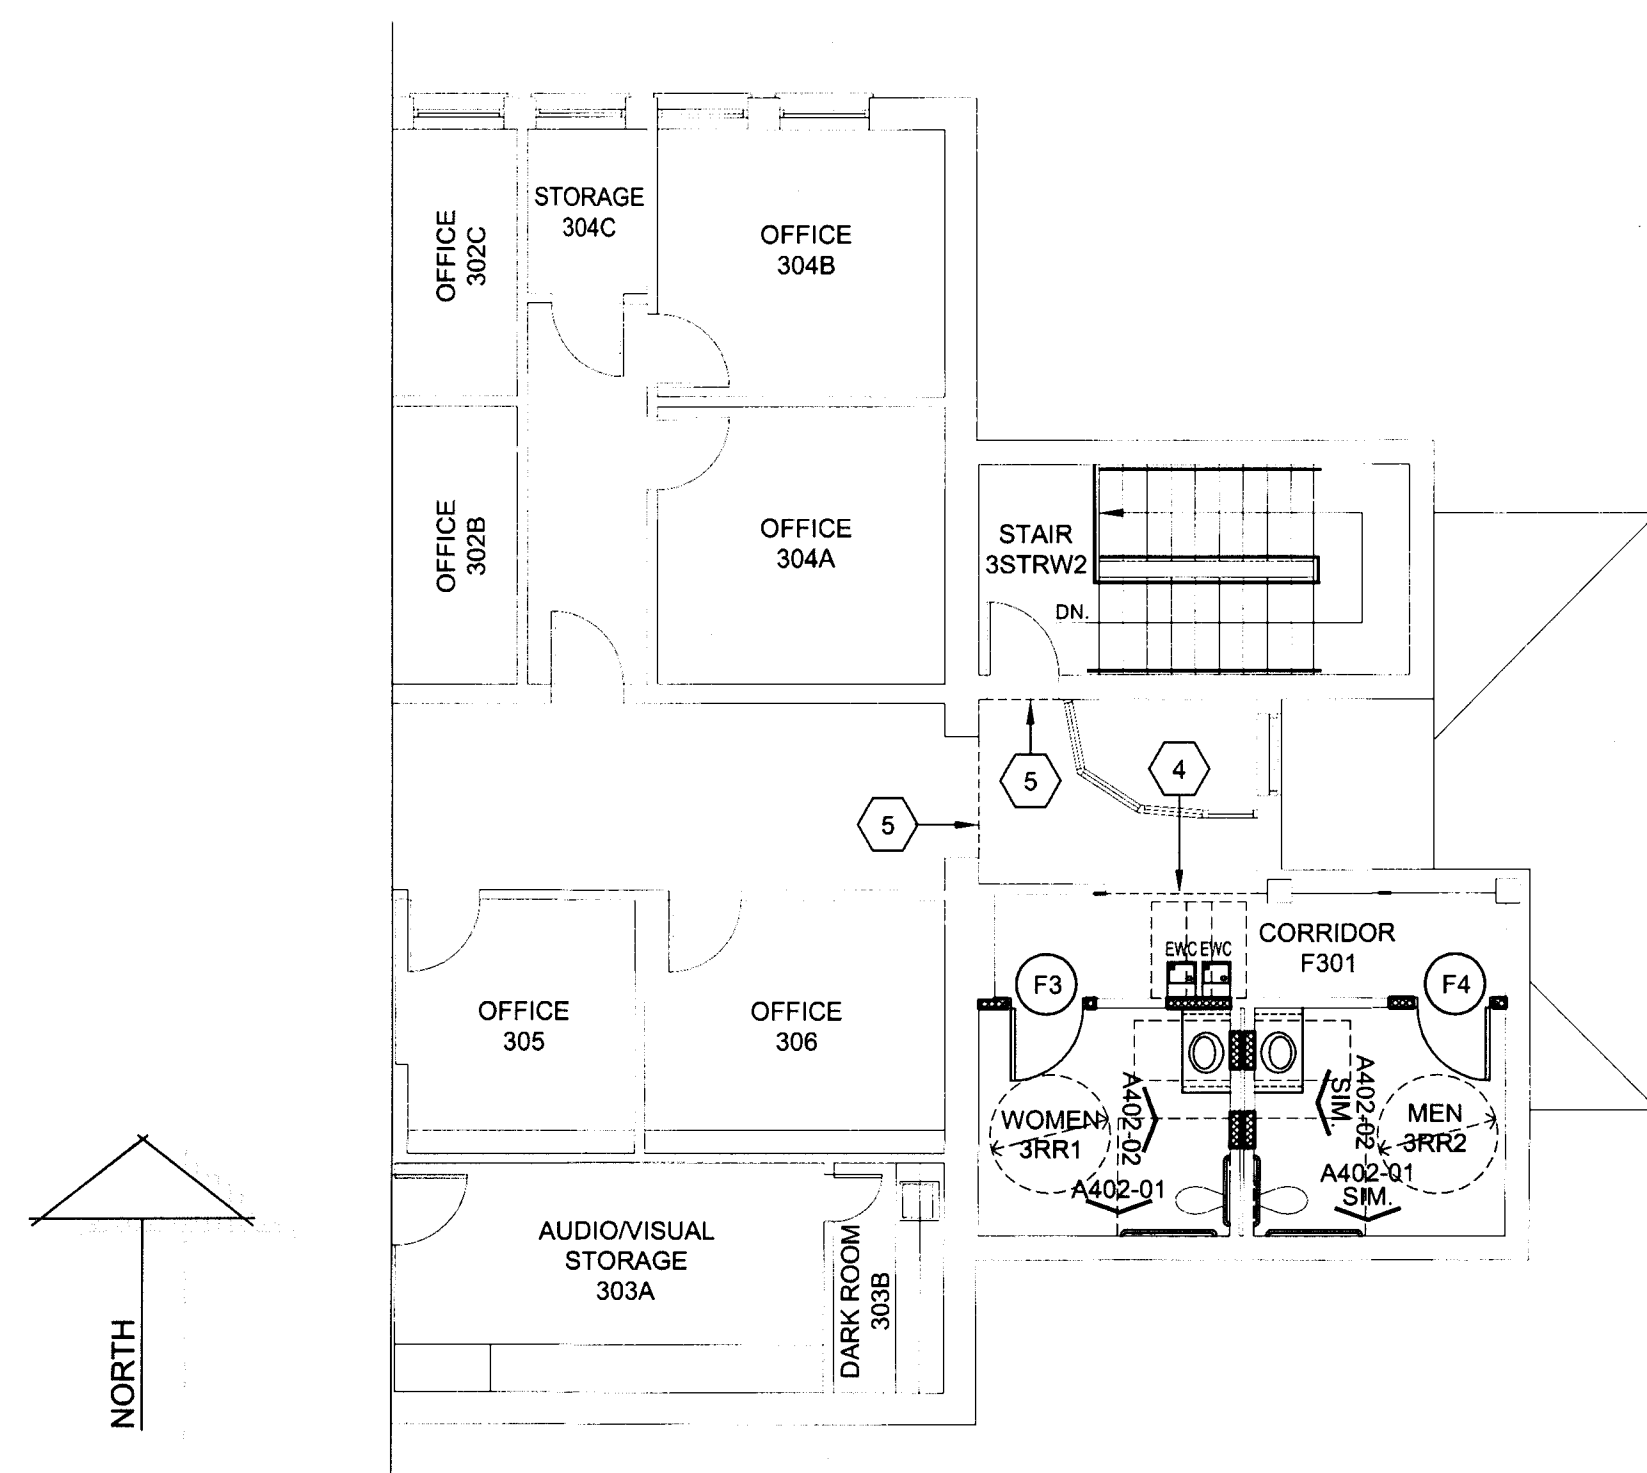 STORAGE
304C
OFFICE
302C
OFFICE
304B
OFFICE
302B
OFFICE
304A
STAIR
3STRW2
DN.
5
4
5
CORRIDOR
F301
EWC EWC
F3
F4
OFFICE
305
OFFICE
306
A402-02
A402-02
SIM.
WOMEN
3RR1
MEN
3RR2
A402-01
A402-01
SIM.
AUDIO/VISUAL
STORAGE
303A
DARK ROOM
303B
NORTH